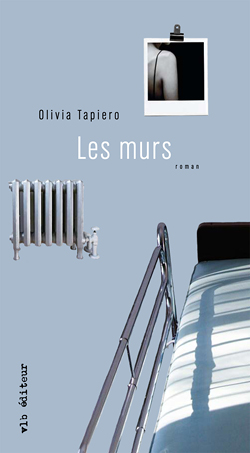 Olivia Tapiero
Les murs
roman
vlb éditeur